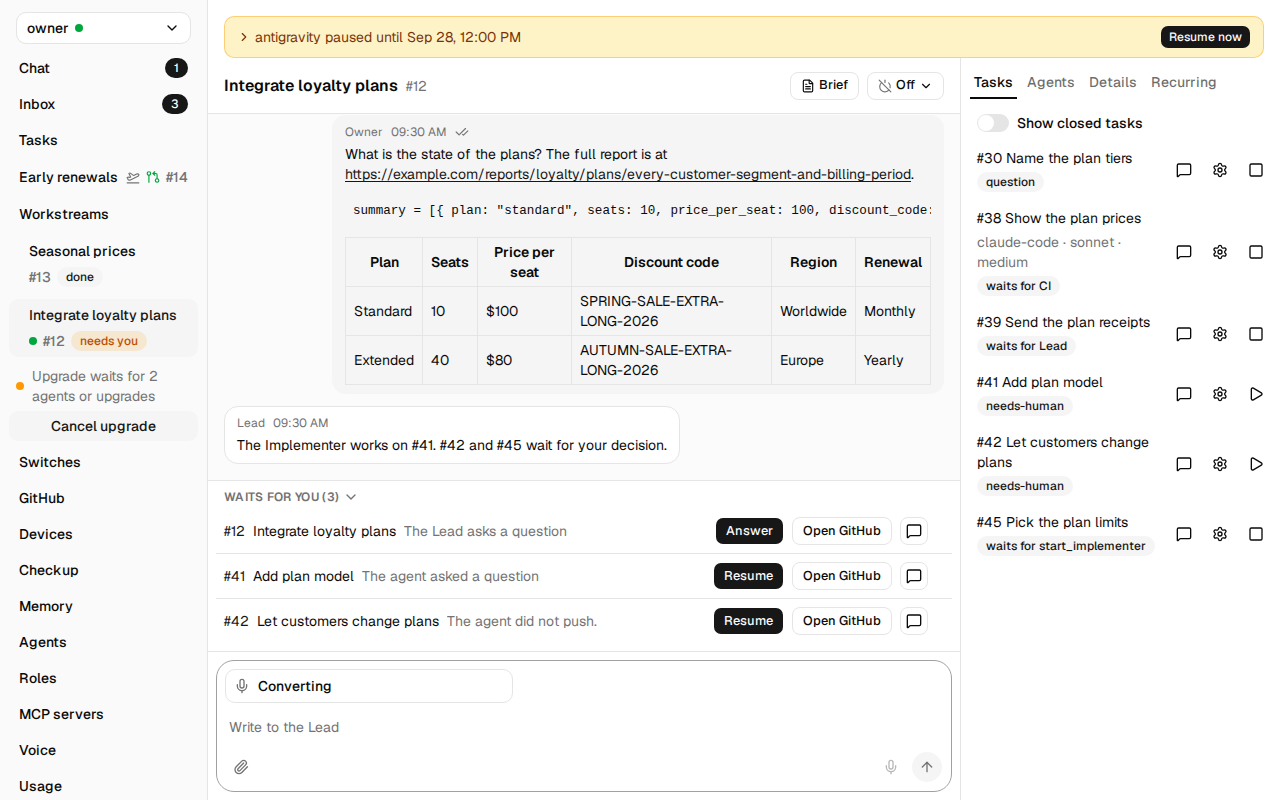 owner
Chat 1
Inbox 3
Tasks
Early renewals #14
Workstreams
Seasonal prices
#13 done
Integrate loyalty plans
#12 needs you
Upgrade waits for 2
agents or upgrades
Cancel upgrade
Switches
GitHub
Devices
Checkup
Memory
Agents
Roles
MCP servers
Voice
Usage
antigravity paused until Sep 28, 12:00 PM
Resume now
Integrate loyalty plans #12
Brief
Off
Owner 09:30 AM
What is the state of the plans? The full report is at
https://example.com/reports/loyalty/plans/every-customer-segment-and-billing-period.
summary = [{ plan: "standard", seats: 10, price_per_seat: 100, discount_code:
Plan Seats Price per seat Discount code Region Renewal
Standard 10 $100 SPRING-SALE-EXTRA-LONG-2026 Worldwide Monthly
Extended 40 $80 AUTUMN-SALE-EXTRA-LONG-2026 Europe Yearly
Lead 09:30 AM
The Implementer works on #41. #42 and #45 wait for your decision.
WAITS FOR YOU (3)
#12 Integrate loyalty plans The Lead asks a question Answer Open GitHub
#41 Add plan model The agent asked a question Resume Open GitHub
#42 Let customers change plans The agent did not push. Resume Open GitHub
Converting
Write to the Lead
Tasks Agents Details Recurring
Show closed tasks
#30 Name the plan tiers
question
#38 Show the plan prices
claude-code · sonnet ·
medium
waits for CI
#39 Send the plan receipts
waits for Lead
#41 Add plan model
needs-human
#42 Let customers change
plans
needs-human
#45 Pick the plan limits
waits for start_implementer